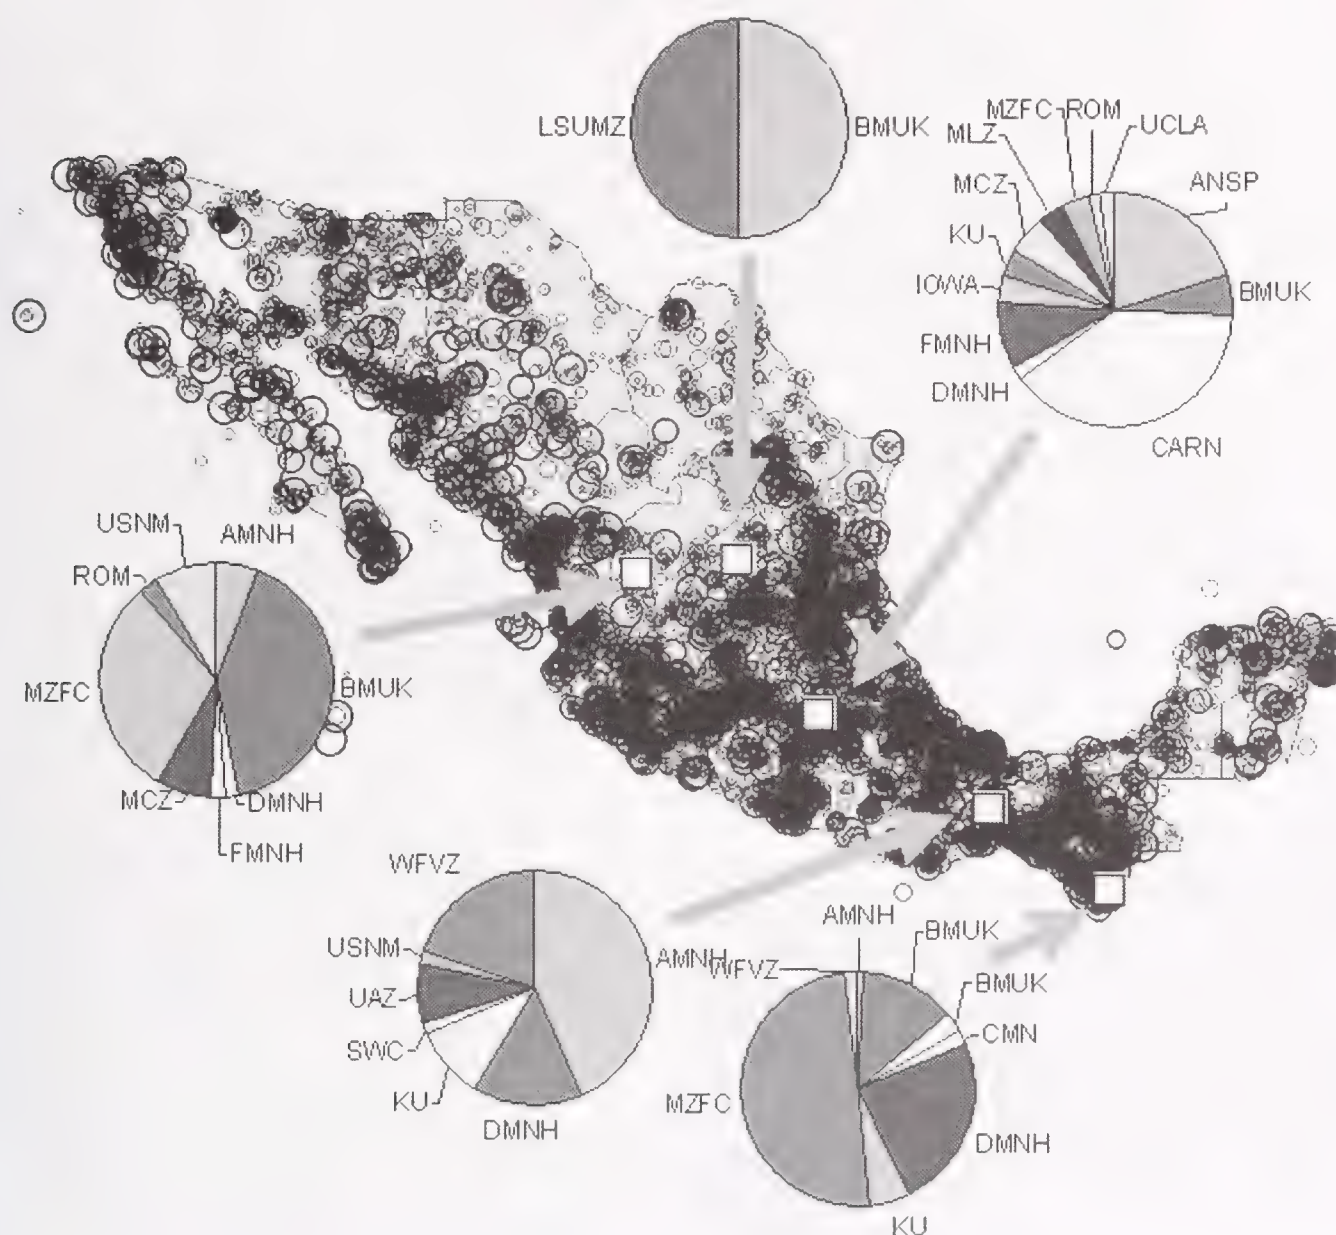 LSUMZ
BMUK
MZFC
ROM
UCLA
MLZ
ANSP
MCZ
KU
IOWA
BMUK
FMNH
DMNH
CARN
USNM
AMNH
ROM
MZFC
BMUK
MCZ
DMNH
FMNH
WFVZ
USNM
AMNH
UAZ
SWC
KU
DMNH
AMNH
BMUK
WFVZ
BMUK
CMN
MZFC
DMNH
KU